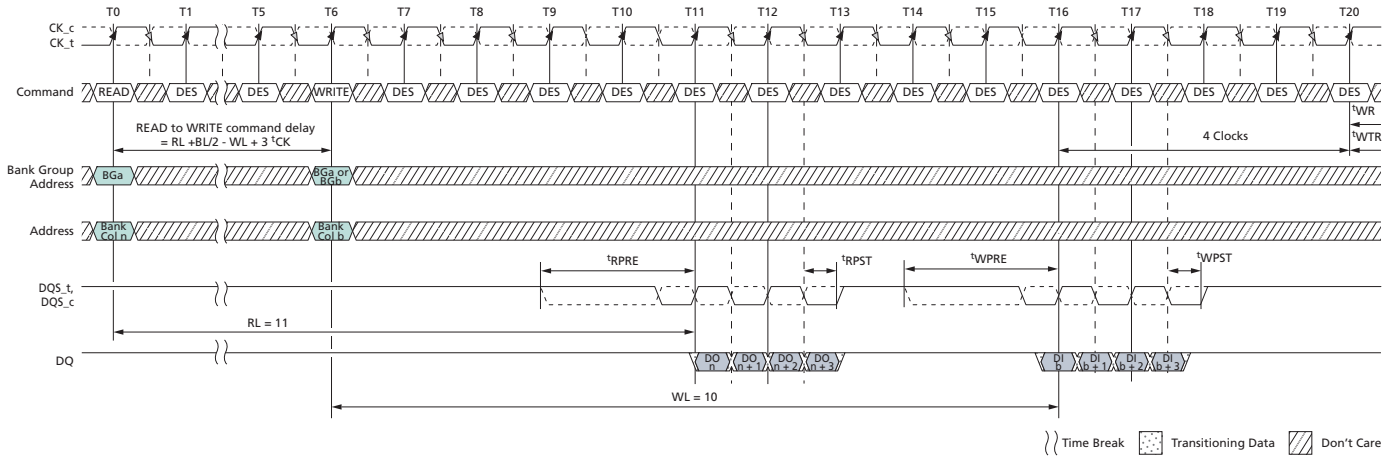 T0 T1 T5 T6 T7 T8 T9 T10 T11 T12 T13 T14 T15 T16 T17 T18 T19 T20
CK_c
CK_t
Command READ DES DES WRITE DES DES DES DES DES DES DES DES DES DES DES DES DES DES
tWR
READ to WRITE command delay
= RL +BL/2 - WL + 3 tCK
4 Clocks tWTR
Bank Group
Address
BGa
BGa or
BGb
Address
Bank
Col n
Bank
Col b
tRPRE tRPST tWPRE tWPST
DQS_t,
DQS_c
RL = 11
DQ
DO
n
DO
n + 1
DO
n + 2
DO
n + 3
DI
b
DI
b + 1
DI
b + 2
DI
b + 3
WL = 10
Time Break Transitioning Data Don't Care